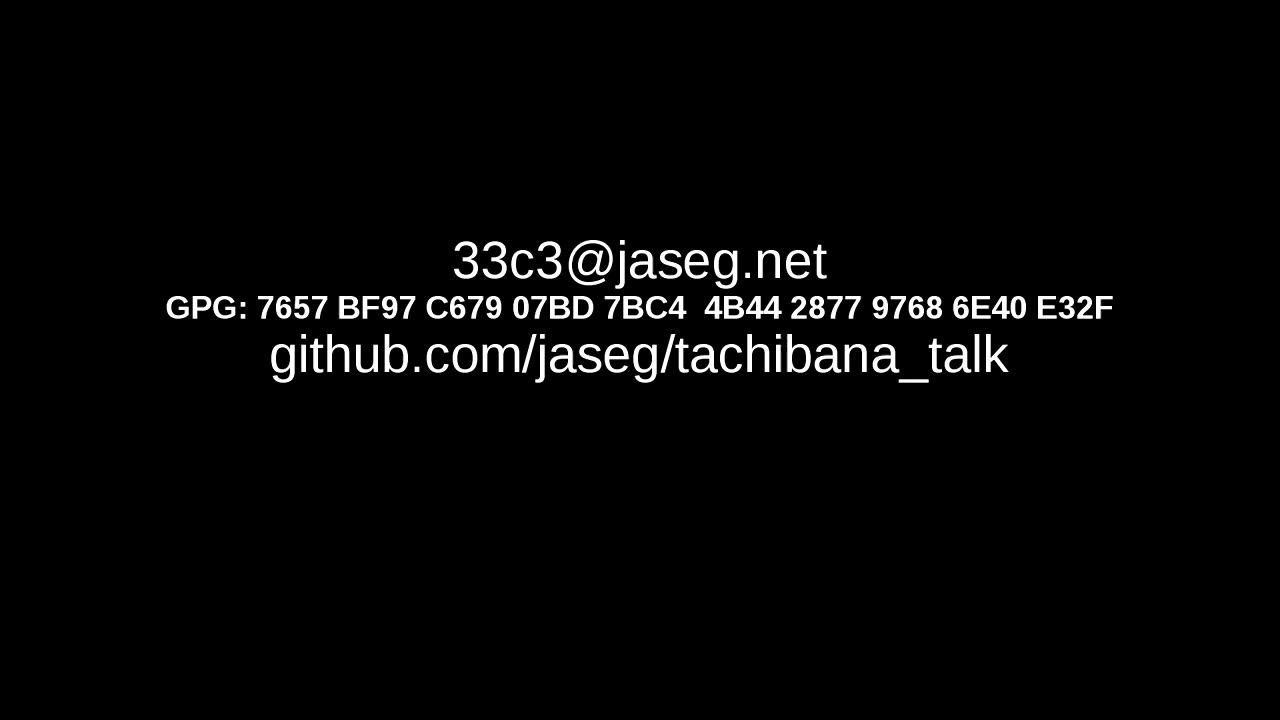 33c3@jaseg.net
GPG: 7657 BF97 C679 07BD 7BC4  4B44 2877 9768 6E40 E32F
github.com/jaseg/tachibana_talk